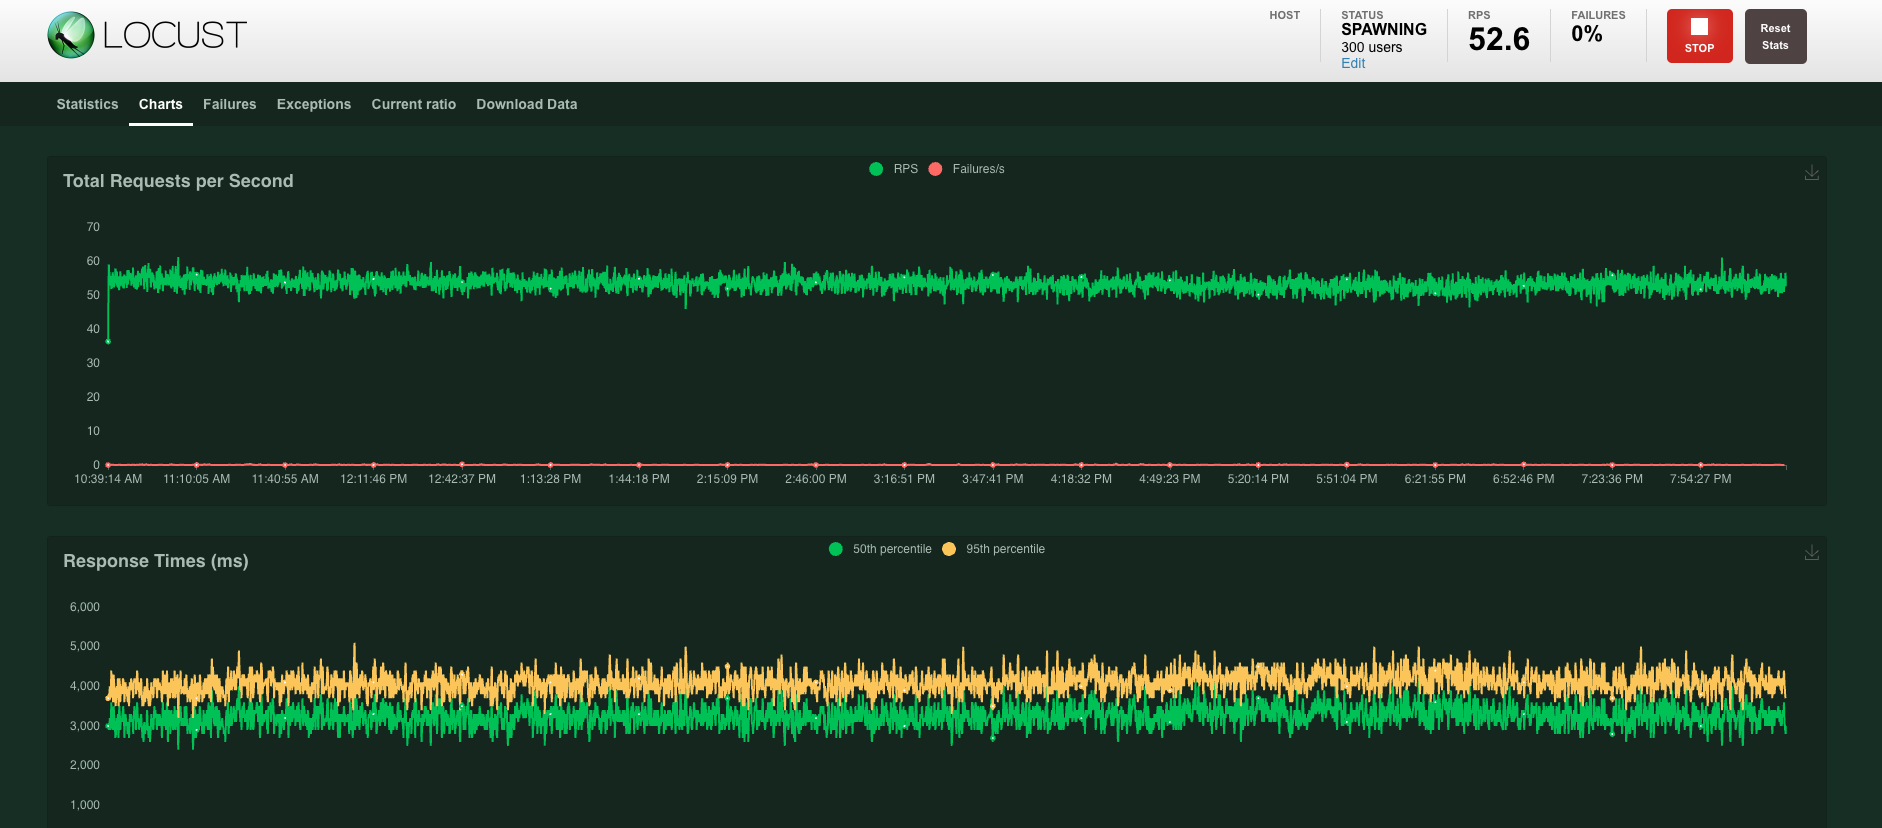 LOCUST
HOST
STATUS
SPAWNING
300 users
Edit
RPS
52.6
FAILURES
0%
STOP
Reset
Stats
Statistics Charts Failures Exceptions Current ratio Download Data
Total Requests per Second
RPS Failures/s
70
60
50
40
30
20
10
0
10:39:14 AM 11:10:05 AM 11:40:55 AM 12:11:46 PM 12:42:37 PM 1:13:28 PM 1:44:18 PM 2:15:09 PM 2:46:00 PM 3:16:51 PM 3:47:41 PM 4:18:32 PM 4:49:23 PM 5:20:14 PM 5:51:04 PM 6:21:55 PM 6:52:46 PM 7:23:36 PM 7:54:27 PM
Response Times (ms)
50th percentile 95th percentile
6,000
5,000
4,000
3,000
2,000
1,000